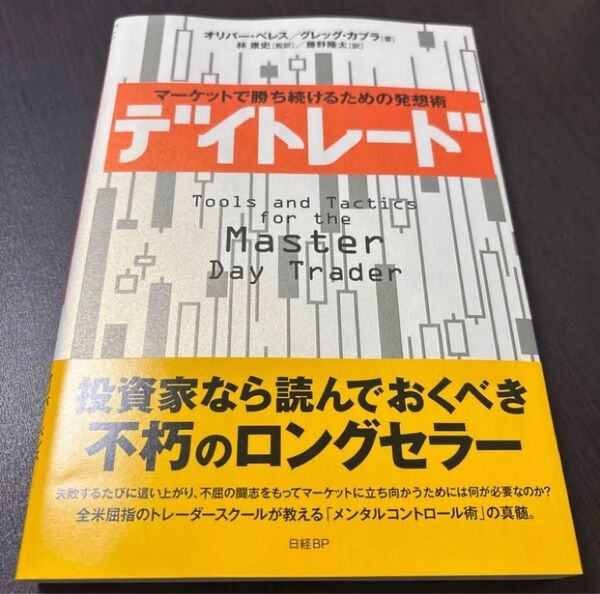 オリバー・ベレス／グレッグ・カプラ[著]
林 康史[監訳]／藤野隆太[訳]
マーケットで勝ち続けるための発想術
デイトレード
Tools and Tactics
for the
Master
Day Trader
投資家なら読んでおくべき
不朽のロングセラー
失敗するたびに這い上がり、不屈の闘志をもってマーケットに立ち向かうためには何が必要なのか?
全米屈指のトレーダースクールが教える「メンタルコントロール術」の真髄。
日経BP